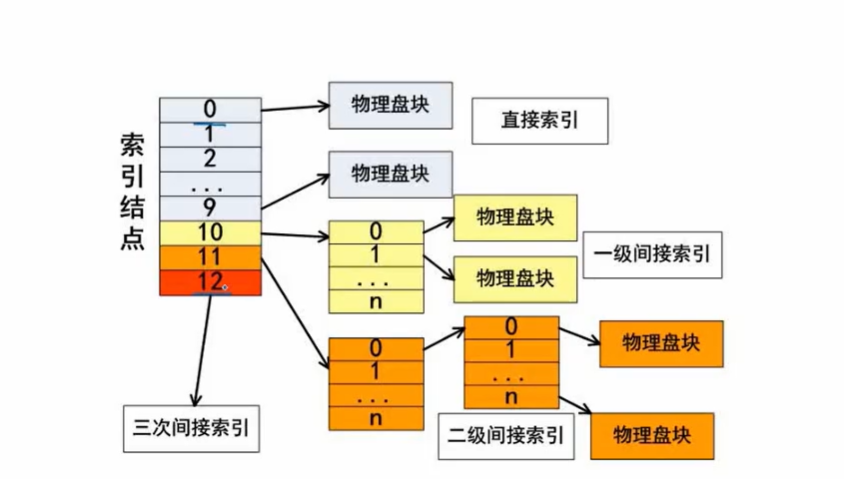 索引结点
0
1
2
...
9
10
11
12
物理盘块
直接索引
物理盘块
0
1
...
n
物理盘块
物理盘块
一级间接索引
0
1
...
n
0
1
...
n
物理盘块
物理盘块
二级间接索引
三次间接索引